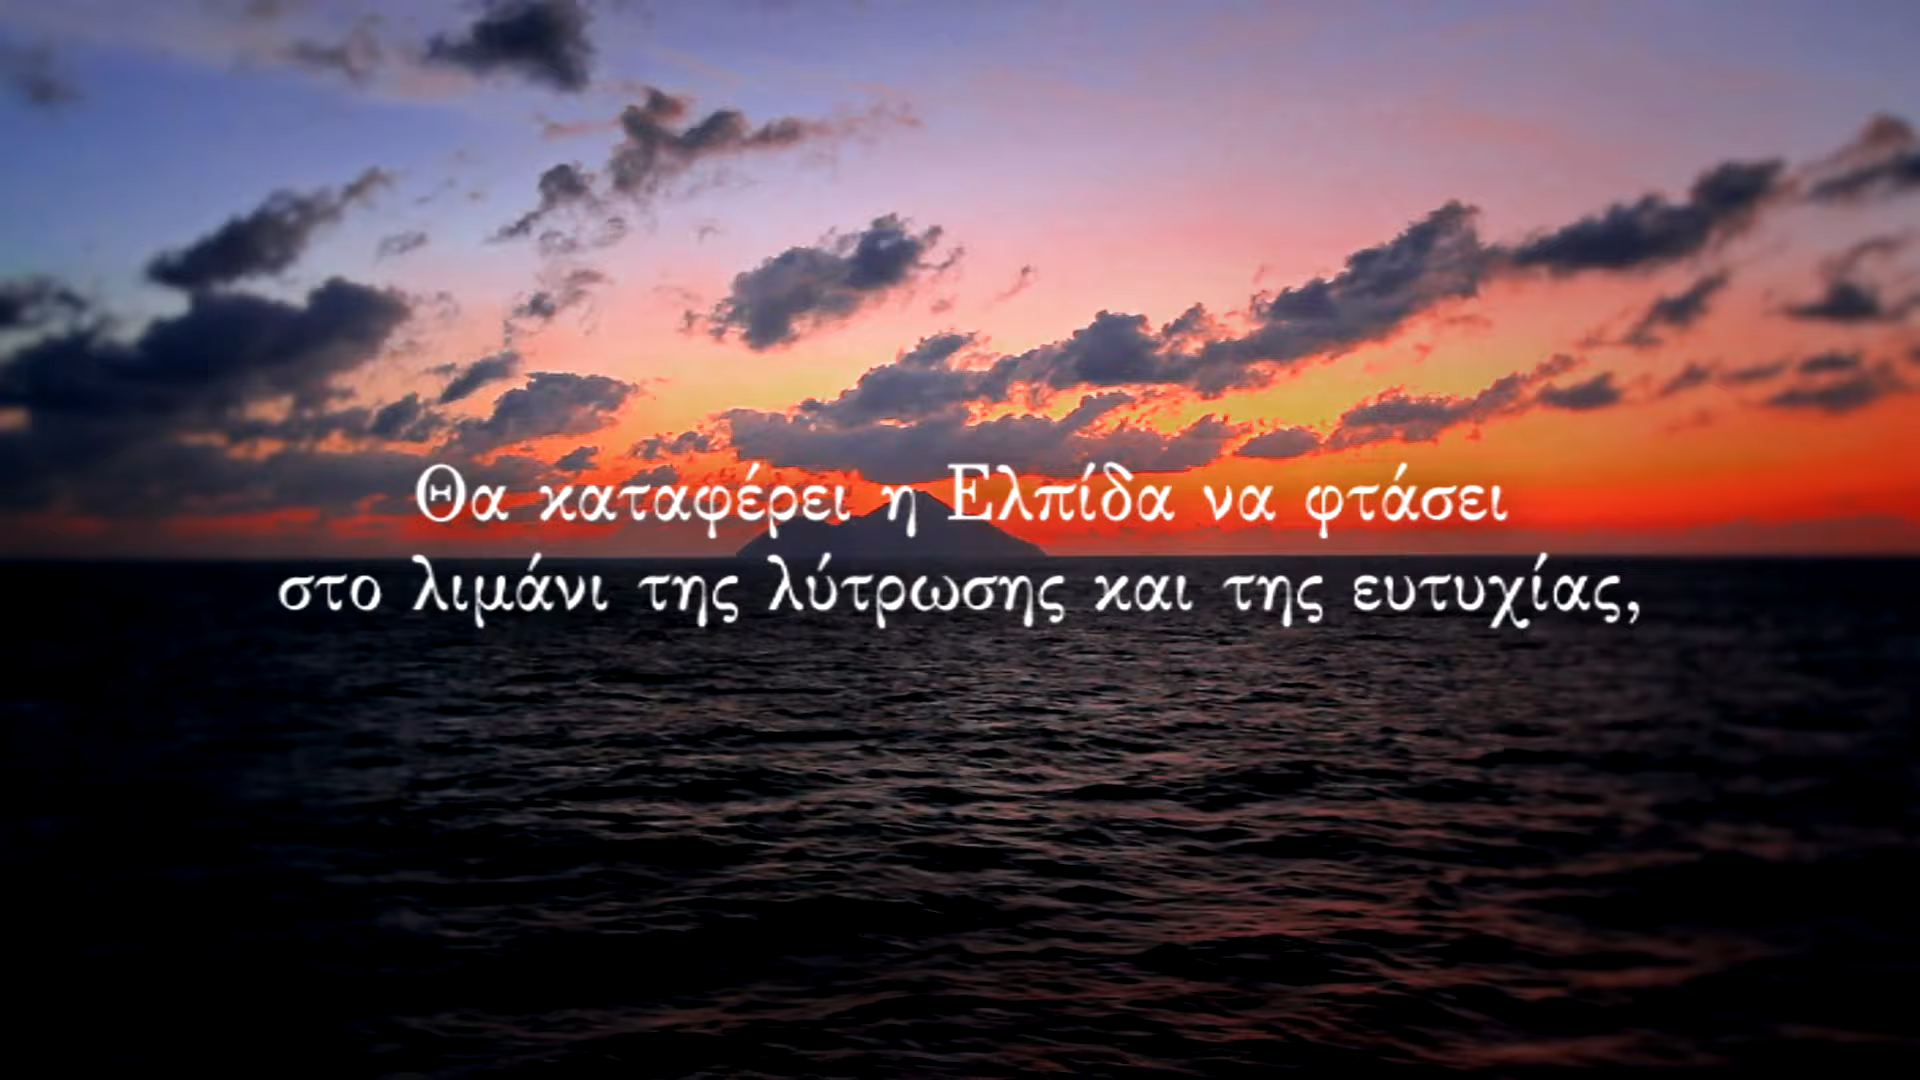 Θα καταφέρει η Ελπίδα να φτάσει
στο λιμάνι της λύτρωσης και της ευτυχίας,